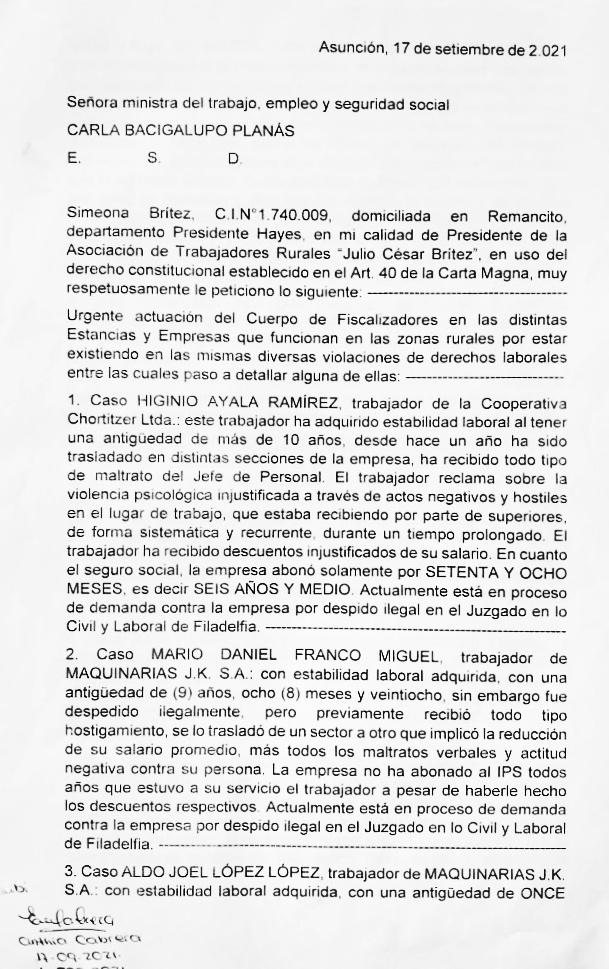 Asunción, 17 de setiembre de 2.021
Señora ministra del trabajo, empleo y seguridad social
CARLA BACIGALUPO PLANÁS
E. S. D.
Simeona Brítez, C.I.N°1.740.009, domiciliada en Remancito,
departamento Presidente Hayes, en mi calidad de Presidente de la
Asociación de Trabajadores Rurales “Julio César Brítez”, en uso del
derecho constitucional establecido en el Art. 40 de la Carta Magna, muy
respetuosamente le peticiono lo siguiente: ------------------------------------
Urgente actuación del Cuerpo de Fiscalizadores en las distintas
Estancias y Empresas que funcionan en las zonas rurales por estar
existiendo en las mismas diversas violaciones de derechos laborales
entre las cuales paso a detallar alguna de ellas: ----------------------------
1. Caso HIGINIO AYALA RAMÍREZ, trabajador de la Cooperativa
Chortitzer Ltda.: este trabajador ha adquirido estabilidad laboral al tener
una antigüedad de más de 10 años, desde hace un año ha sido
trasladado en distintas secciones de la empresa, ha recibido todo tipo
de maltrato del Jefe de Personal. El trabajador reclama sobre la
violencia psicológica injustificada a través de actos negativos y hostiles
en el lugar de trabajo, que estaba recibiendo por parte de superiores,
de forma sistemática y recurrente, durante un tiempo prolongado. El
trabajador ha recibido descuentos injustificados de su salario. En cuanto
el seguro social, la empresa abonó solamente por SETENTA Y OCHO
MESES, es decir SEIS AÑOS Y MEDIO. Actualmente está en proceso
de demanda contra la empresa por despido ilegal en el Juzgado en lo
Civil y Laboral de Filadelfia. ------------------------------------------------------
2. Caso MARIO DANIEL FRANCO MIGUEL, trabajador de
MAQUINARIAS J.K. S.A.: con estabilidad laboral adquirida, con una
antigüedad de (9) años, ocho (8) meses y veintiocho, sin embargo fue
despedido ilegalmente, pero previamente recibió todo tipo
hostigamiento, se lo trasladó de un sector a otro que implicó la reducción
de su salario promedio, más todos los maltratos verbales y actitud
negativa contra su persona. La empresa no ha abonado al IPS todos
años que estuvo a su servicio el trabajador a pesar de haberle hecho
los descuentos respectivos. Actualmente está en proceso de demanda
contra la empresa por despido ilegal en el Juzgado en lo Civil y Laboral
de Filadelfia. --------------------------------------------------------------------------
3. Caso ALDO JOEL LÓPEZ LÓPEZ, trabajador de MAQUINARIAS J.K.
S.A.: con estabilidad laboral adquirida, con una antigüedad de ONCE
Cinthia Cabrera
17-09-2021